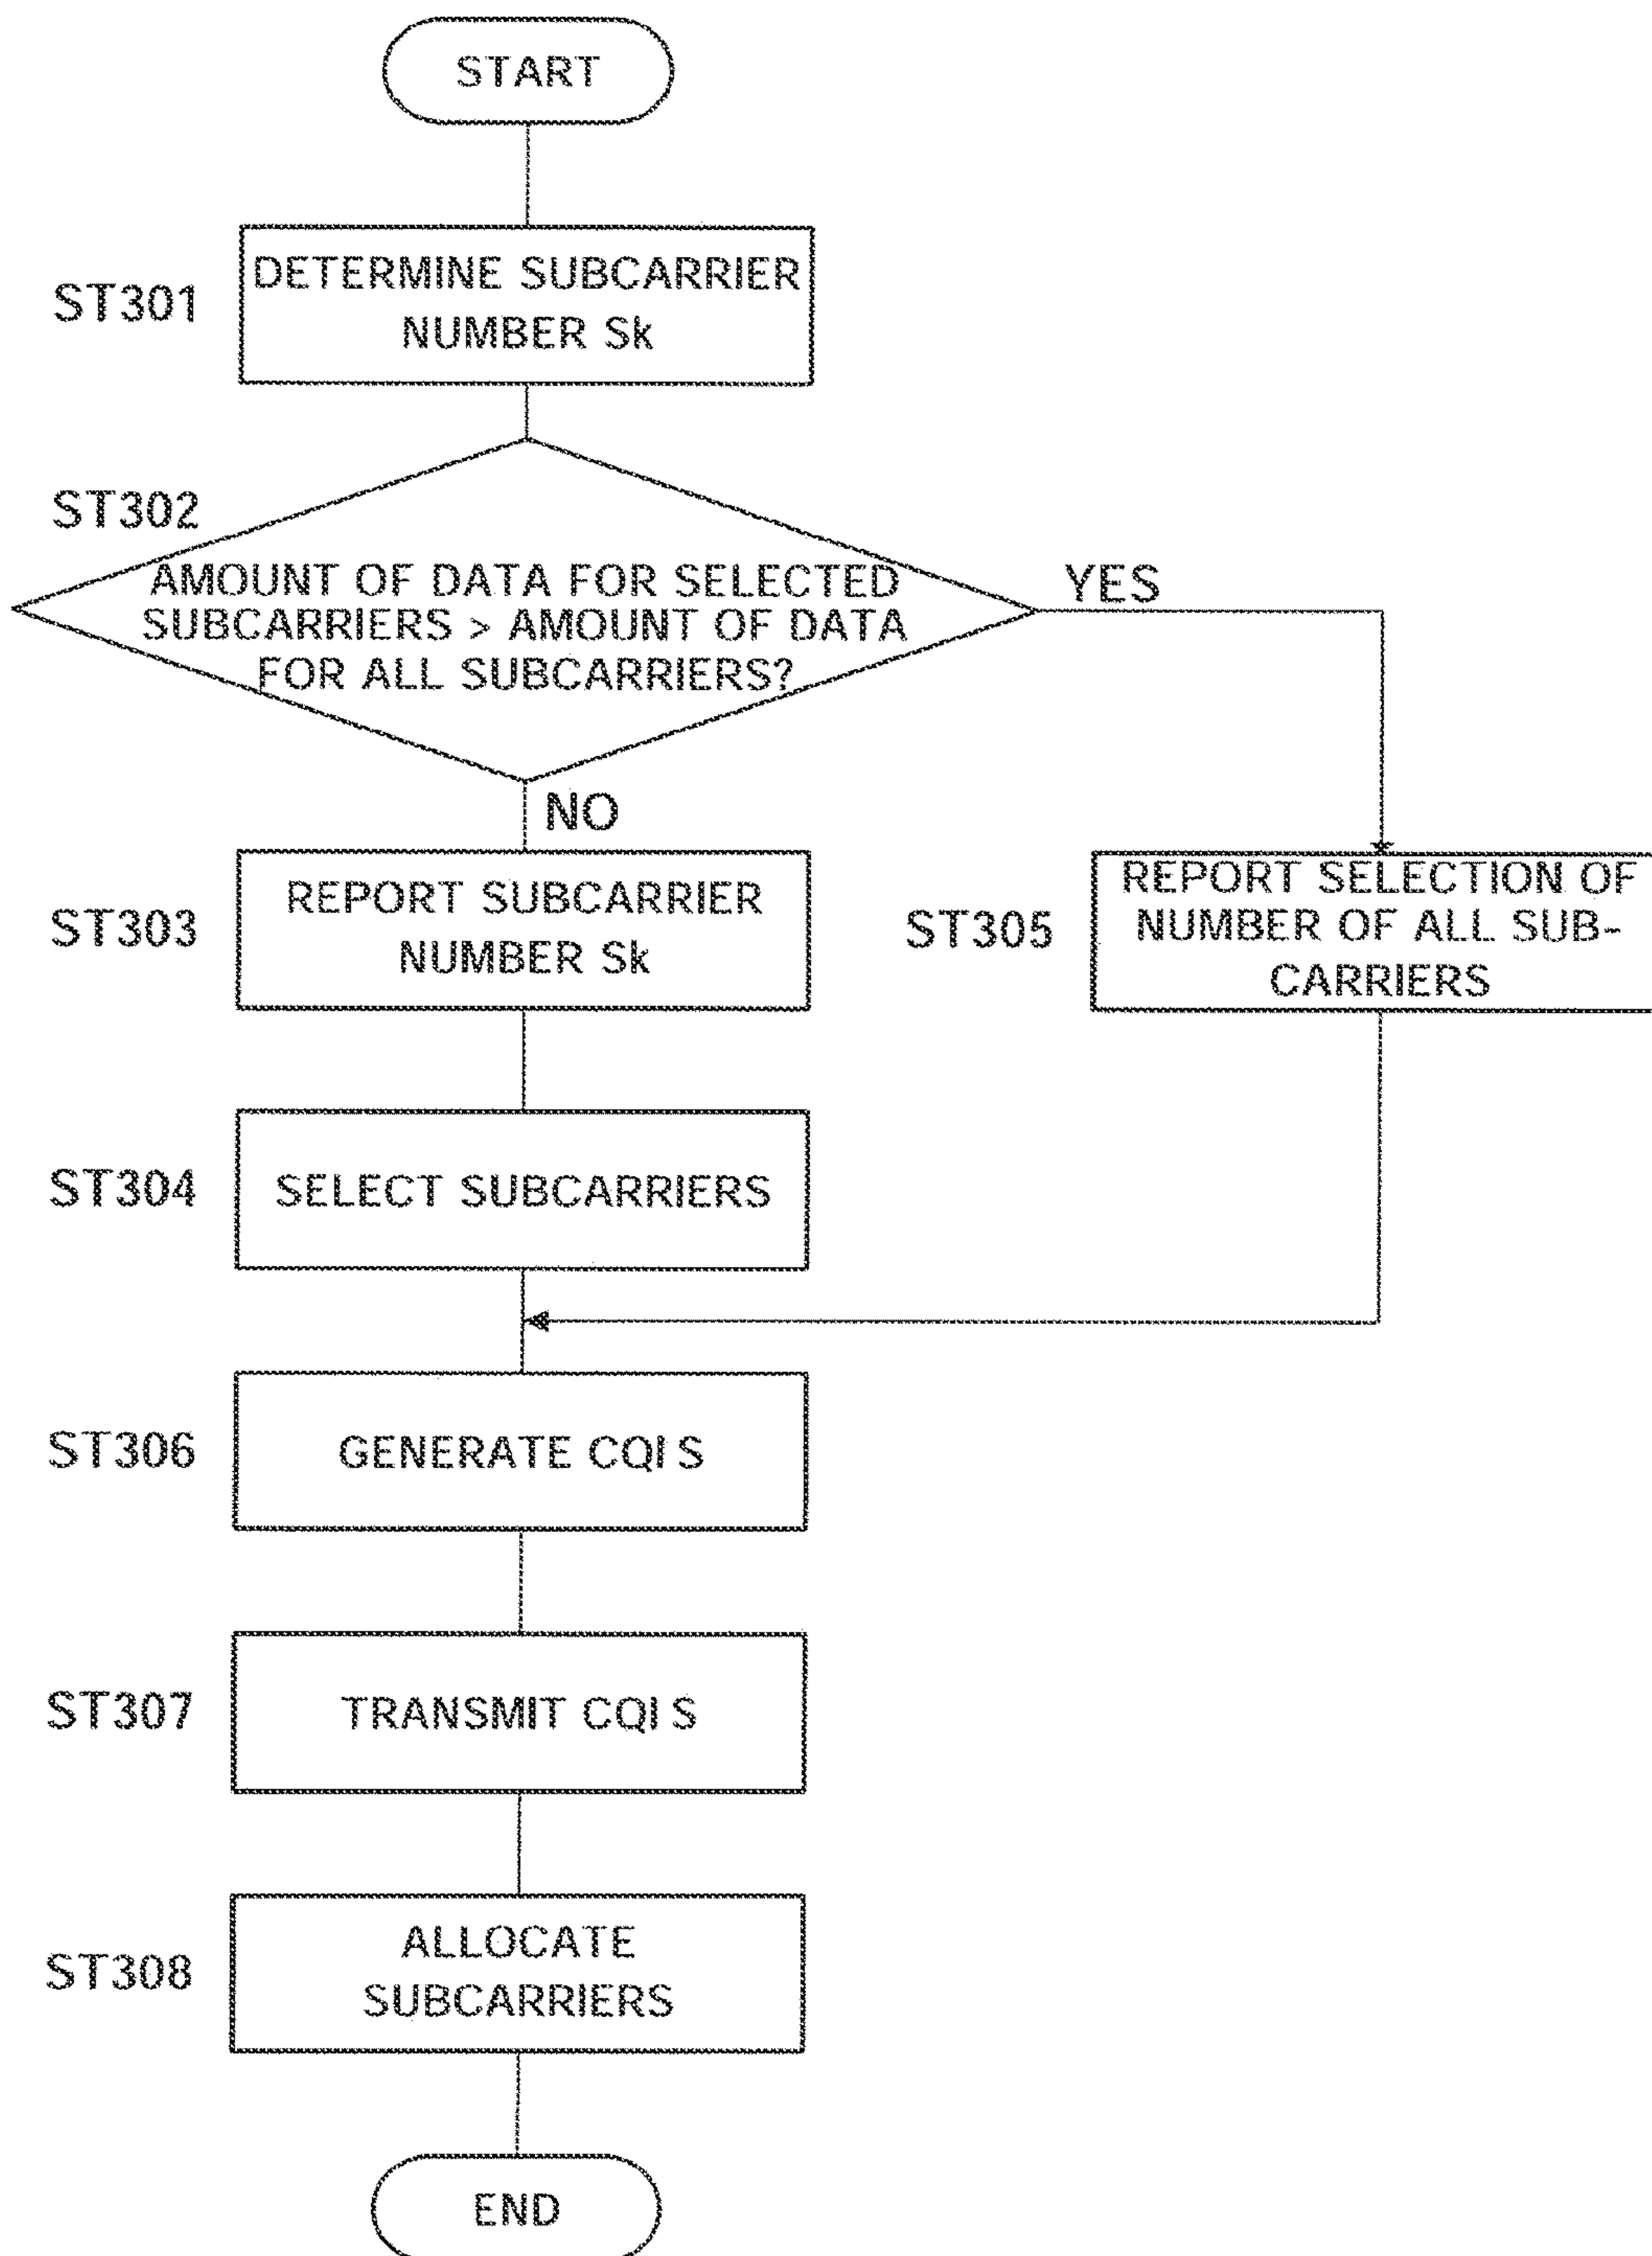 START
ST301
DETERMINE SUBCARRIER
NUMBER Sk
ST302
AMOUNT OF DATA FOR SELECTED
SUBCARRIERS > AMOUNT OF DATA
FOR ALL SUBCARRIERS?
YES
NO
ST303
REPORT SUBCARRIER
NUMBER Sk
ST305
REPORT SELECTION OF
NUMBER OF ALL SUB-
CARRIERS
ST304
SELECT SUBCARRIERS
ST306
GENERATE CQI S
ST307
TRANSMIT CQI S
ST308
ALLOCATE
SUBCARRIERS
END